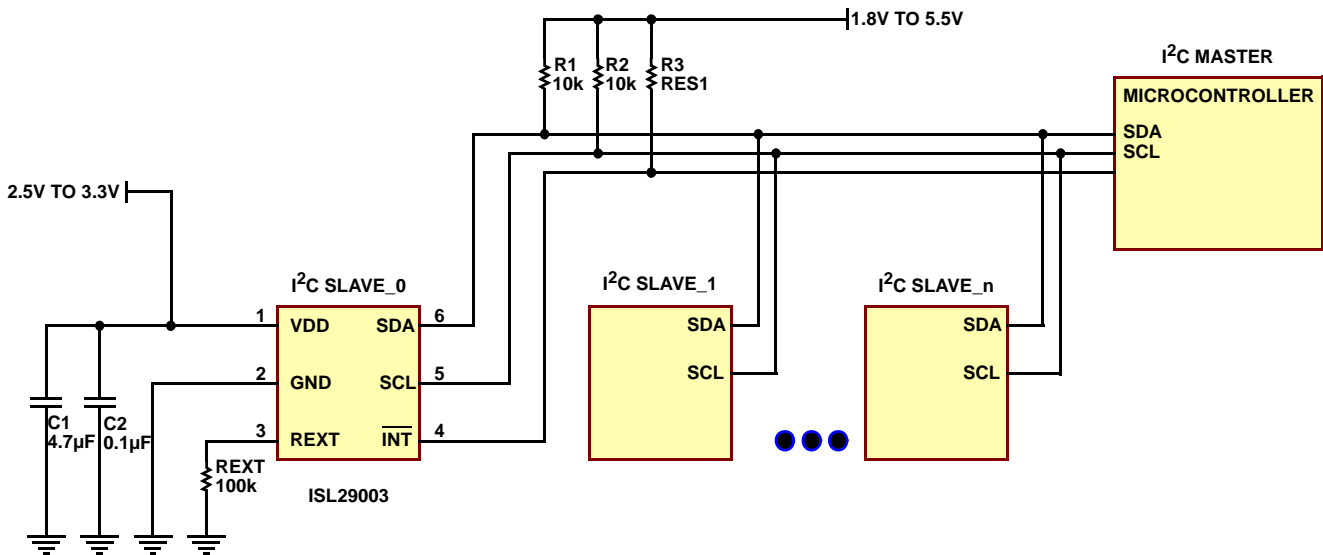 1.8V TO 5.5V
R1
10k
R2
10k
R3
RES1
I²C MASTER
MICROCONTROLLER
SDA
SCL
2.5V TO 3.3V
I²C SLAVE_0
1
VDD
SDA
6
2
GND
SCL
5
3
REXT
INT
4
C1
4.7µF
C2
0.1µF
REXT
100k
ISL29003
I²C SLAVE_1
SDA
SCL
I²C SLAVE_n
SDA
SCL